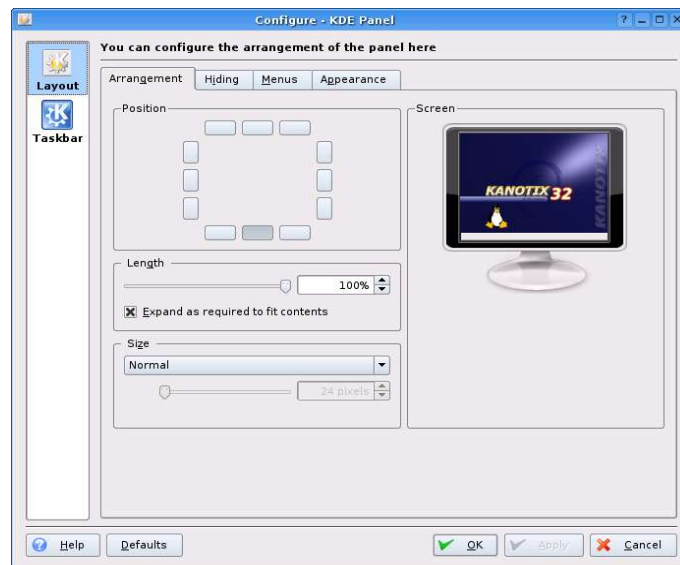 Configure - KDE Panel
You can configure the arrangement of the panel here
Layout
Taskbar
Arrangement
Hiding
Menus
Appearance
Position
Screen
KANOTIX 32
KANOTIX
Length
100%
Expand as required to fit contents
Size
Normal
24 pixels
Help
Defaults
OK
Apply
Cancel